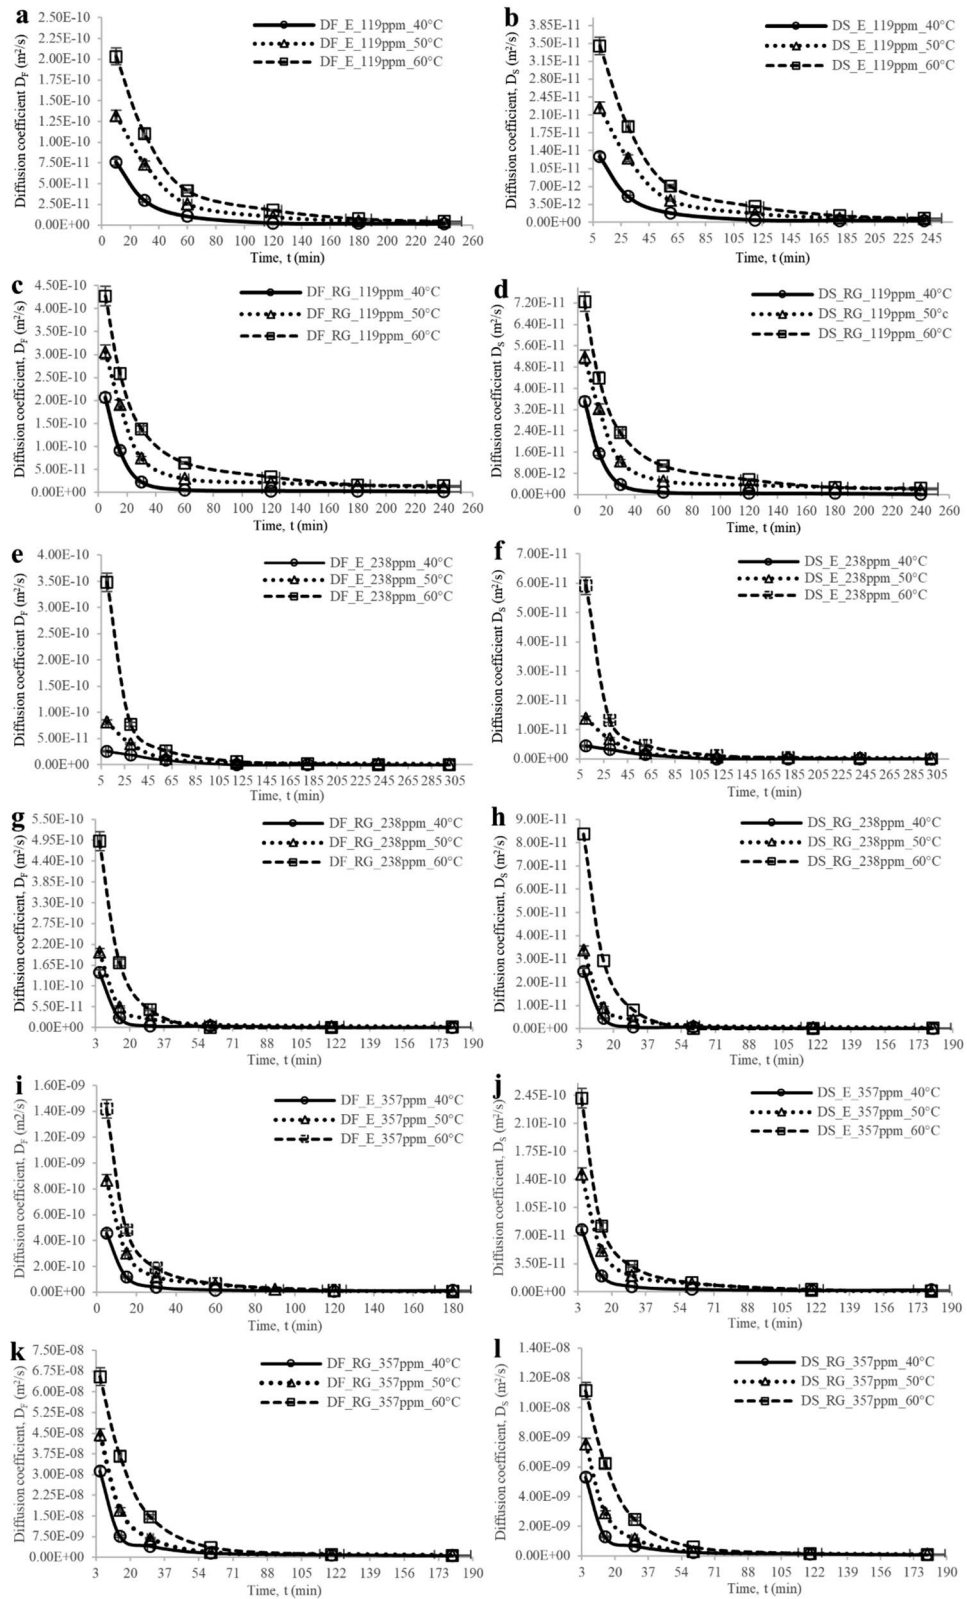 a
2.50E-10
2.25E-10
2.00E-10
1.75E-10
1.50E-10
1.25E-10
1.00E-10
7.50E-11
5.00E-11
2.50E-11
0.00E+00
Diffusion coefficient D_F (m²/s)
DF_E_119ppm_40°C
DF_E_119ppm_50°C
DF_E_119ppm_60°C
0 20 40 60 80 100 120 140 160 180 200 220 240 260
Time, t (min)
b
3.85E-11
3.50E-11
3.15E-11
2.80E-11
2.45E-11
2.10E-11
1.75E-11
1.40E-11
1.05E-11
7.00E-12
3.50E-12
0.00E+00
Diffusion coefficient, D_S (m²/s)
DS_E_119ppm_40°C
DS_E_119ppm_50°C
DS_E_119ppm_60°C
5 25 45 65 85 105 125 145 165 185 205 225 245
Time, t (min)
c
4.50E-10
4.00E-10
3.50E-10
3.00E-10
2.50E-10
2.00E-10
1.50E-10
1.00E-10
5.00E-11
0.00E+00
Diffusion coefficient, D_F (m²/s)
DF_RG_119ppm_40°C
DF_RG_119ppm_50°C
DF_RG_119ppm_60°C
0 20 40 60 80 100 120 140 160 180 200 220 240 260
Time, t (min)
d
7.20E-11
6.40E-11
5.60E-11
4.80E-11
4.00E-11
3.20E-11
2.40E-11
1.60E-11
8.00E-12
0.00E+00
Diffusion coefficient D_S (m²/s)
DS_RG_119ppm_40°C
DS_RG_119ppm_50°c
DS_RG_119ppm_60°C
0 20 40 60 80 100 120 140 160 180 200 220 240 260
Time, t (min)
e
4.00E-10
3.50E-10
3.00E-10
2.50E-10
2.00E-10
1.50E-10
1.00E-10
5.00E-11
0.00E+00
Diffusion coefficient D_F (m²/s)
DF_E_238ppm_40°C
DF_E_238ppm_50°C
DF_E_238ppm_60°C
5 25 45 65 85 105 125 145 165 185 205 225 245 265 285 305
Time, t (min)
f
7.00E-11
6.00E-11
5.00E-11
4.00E-11
3.00E-11
2.00E-11
1.00E-11
0.00E+00
Diffusion coefficient, D_S (m²/s)
DS_E_238ppm_40°C
DS_E_238ppm_50°C
DS_E_238ppm_60°C
5 25 45 65 85 105 125 145 165 185 205 225 245 265 285 305
Time, t (min)
g
5.50E-10
4.95E-10
4.40E-10
3.85E-10
3.30E-10
2.75E-10
2.20E-10
1.65E-10
1.10E-10
5.50E-11
0.00E+00
Diffusion coefficient, D_F (m²/s)
DF_RG_238ppm_40°C
DF_RG_238ppm_50°C
DF_RG_238ppm_60°C
3 20 37 54 71 88 105 122 139 156 173 190
Time, t (min)
h
9.00E-11
8.00E-11
7.00E-11
6.00E-11
5.00E-11
4.00E-11
3.00E-11
2.00E-11
1.00E-11
0.00E+00
Diffusion coefficient, D_S (m²/s)
DS_RG_238ppm_40°C
DS_RG_238ppm_50°C
DS_RG_238ppm_60°C
3 20 37 54 71 88 105 122 139 156 173 190
Time, t (min)
i
1.60E-09
1.40E-09
1.20E-09
1.00E-09
8.00E-10
6.00E-10
4.00E-10
2.00E-10
0.00E+00
Diffusion coefficient, D_F (m2/s)
DF_E_357ppm_40°C
DF_E_357ppm_50°C
DF_E_357ppm_60°C
0 20 40 60 80 100 120 140 160 180
Time, t (min)
j
2.45E-10
2.10E-10
1.75E-10
1.40E-10
1.05E-10
7.00E-11
3.50E-11
0.00E+00
Diffusion coefficient, D_S (m²/s)
DS_E_357ppm_40°C
DS_E_357ppm_50°C
DS_E_357ppm_60°C
3 20 37 54 71 88 105 122 139 156 173 190
Time, t (min)
k
7.50E-08
6.75E-08
6.00E-08
5.25E-08
4.50E-08
3.75E-08
3.00E-08
2.25E-08
1.50E-08
7.50E-09
0.00E+00
Diffusion coefficient, D_F (m²/s)
DF_RG_357ppm_40°C
DF_RG_357ppm_50°C
DF_RG_357ppm_60°C
3 20 37 54 71 88 105 122 139 156 173 190
Time, t (min)
l
1.40E-08
1.20E-08
1.00E-08
8.00E-09
6.00E-09
4.00E-09
2.00E-09
0.00E+00
Diffusion coefficient, D_S (m²/s)
DS_RG_357ppm_40°C
DS_RG_357ppm_50°C
DS_RG_357ppm_60°C
3 20 37 54 71 88 105 122 139 156 173 190
Time, t (min)